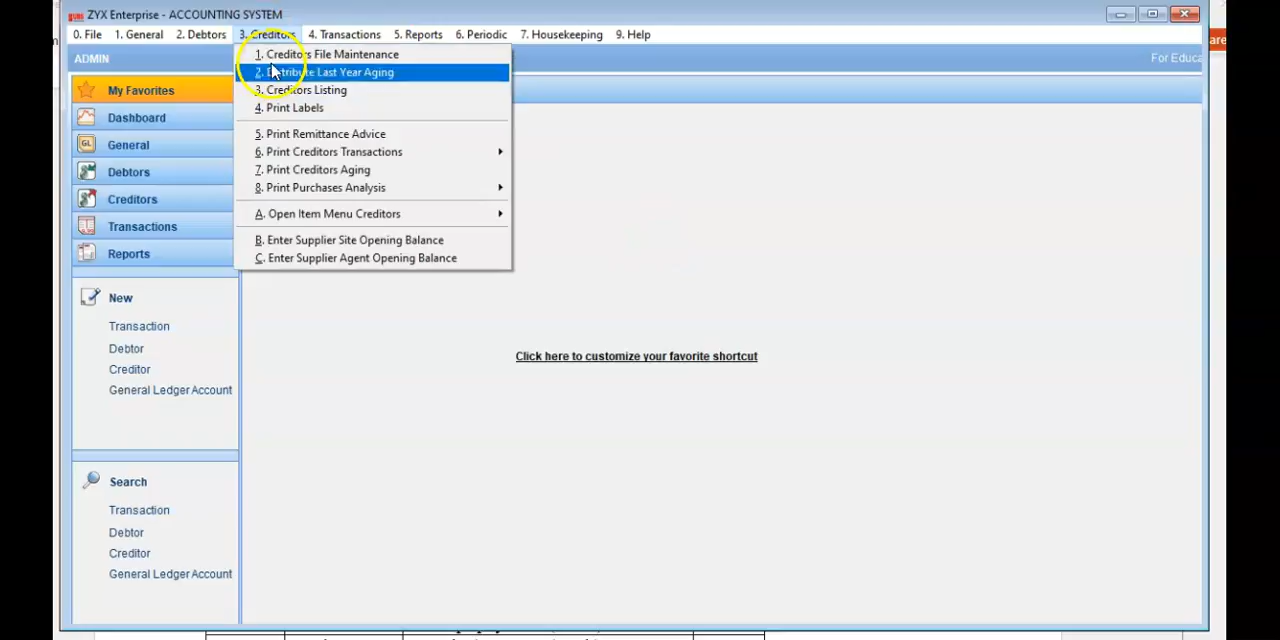 ZYX Enterprise - ACCOUNTING SYSTEM
0. File 1. General 2. Debtors 3. Creditors 4. Transactions 5. Reports 6. Periodic 7. Housekeeping 9. Help
ADMIN
For Educa
are
1. Creditors File Maintenance
2. Distribute Last Year Aging
3. Creditors Listing
4. Print Labels
5. Print Remittance Advice
6. Print Creditors Transactions
7. Print Creditors Aging
8. Print Purchases Analysis
A. Open Item Menu Creditors
B. Enter Supplier Site Opening Balance
C. Enter Supplier Agent Opening Balance
My Favorites
Dashboard
GL General
Debtors
Creditors
Transactions
Reports
New
Transaction
Debtor
Creditor
General Ledger Account
Click here to customize your favorite shortcut
Search
Transaction
Debtor
Creditor
General Ledger Account